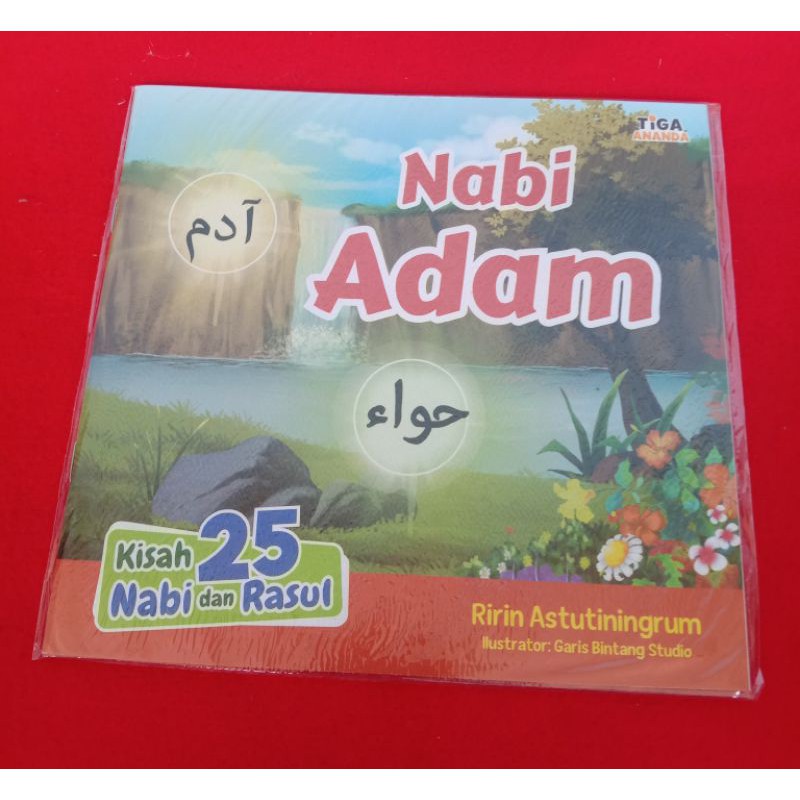 TiGA
ANANDA
Nabi
Adam
آدم
حواء
Kisah 25
Nabi dan Rasul
Ririn Astutiningrum
Ilustrator: Garis Bintang Studio